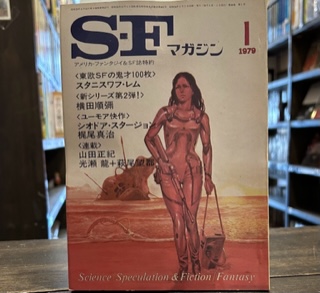 S-Fマガジン
アメリカ・ファンタジイ&SF誌特約
1
1979
〈東欧SFの鬼才100枚〉
スタニスワフ・レム
〈新シリーズ第2弾!〉
横田順彌
〈ユーモア快作〉
シオドア・スタージョン
梶尾真治
〈連載〉
山田正紀
光瀬 龍+萩尾望都
Science Speculation & Fiction / Fantasy